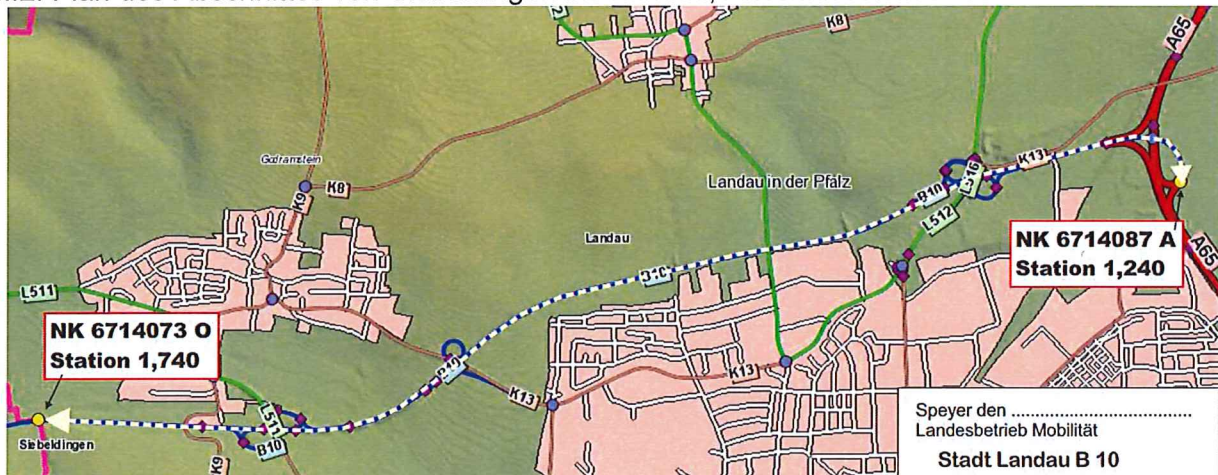 K8
A65
Godramstein
K8
K9
K13
L516
B10
Landau in der Pfalz
L512
Landau
B10
NK 6714087 A
Station 1,240
A65
L511
NK 6714073 O
Station 1,740
B10
K13
K13
L511
Siebeldingen
B10
K9
Speyer den ................................
Landesbetrieb Mobilität
Stadt Landau B 10